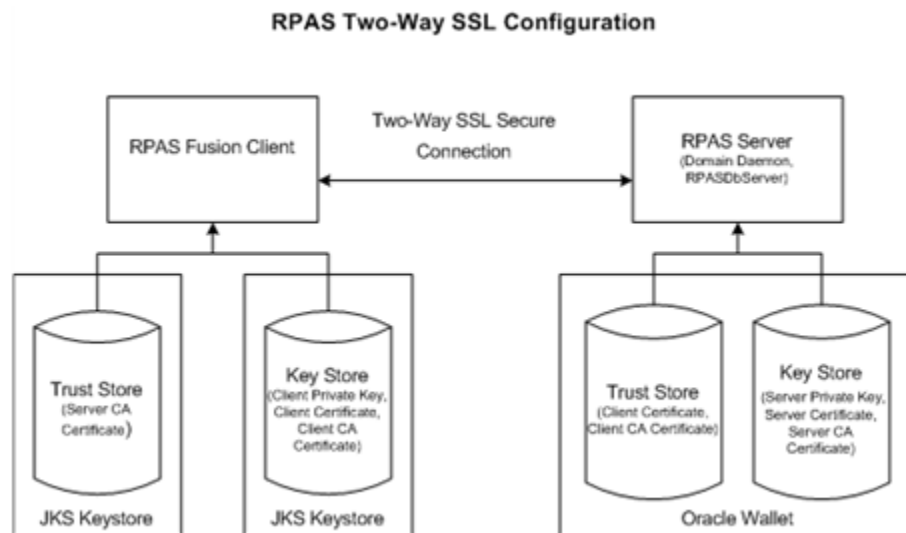 RPAS Two-Way SSL Configuration
RPAS Fusion Client
Two-Way SSL Secure
Connection
RPAS Server
(Domain Daemon,
RPASDbServer)
Trust Store
(Server CA
Certificate)
JKS Keystore
Key Store
(Client Private Key,
Client Certificate,
Client CA
Certificate)
JKS Keystore
Trust Store
(Client Certificate,
Client CA Certificate)
Key Store
(Server Private Key,
Server Certificate,
Server CA
Certificate)
Oracle Wallet